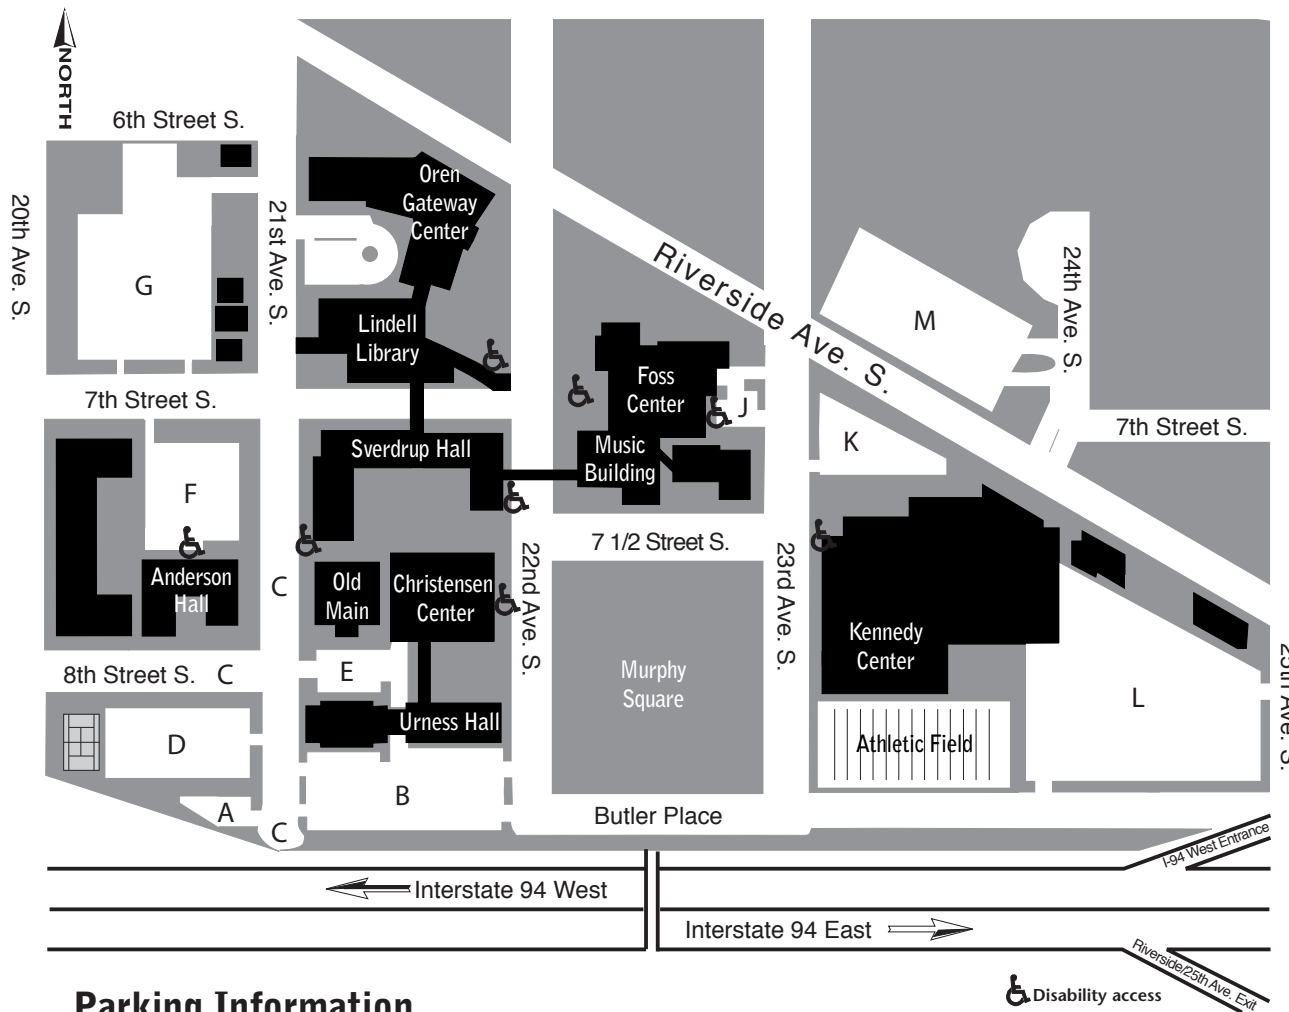 NORTH
6th Street S.
20th Ave. S.
21st Ave. S.
Oren
Gateway
Center
G
Lindell
Library
Riverside Ave. S.
M
24th Ave. S.
7th Street S.
Foss
Center
J
K
7th Street S.
Sverdrup Hall
Music
Building
F
Anderson
Hall
C
Old
Main
Christensen
Center
22nd Ave. S.
7 1/2 Street S.
23rd Ave. S.
Kennedy
Center
8th Street S.
C
E
Murphy
Square
L
25th Ave. S.
D
Urness Hall
Athletic Field
A
B
C
Butler Place
I-94 West Entrance
Interstate 94 West
Interstate 94 East
Riverside/25th Ave. Exit
Disability access
Parking Information